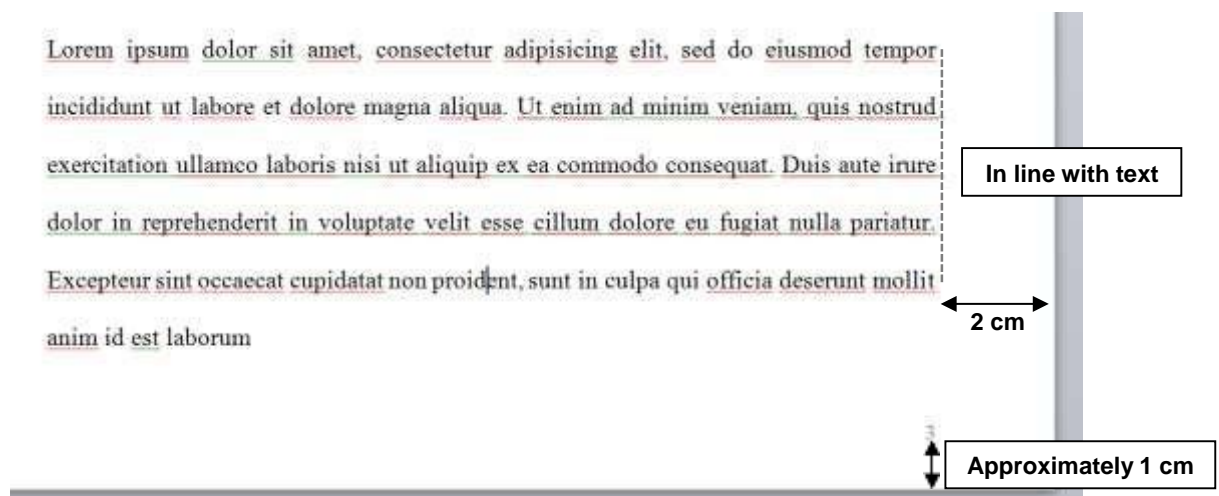 Lorem ipsum dolor sit amet, consectetur adipisicing elit, sed do eiusmod tempor
incididunt ut labore et dolore magna aliqua. Ut enim ad minim veniam, quis nostrud
exercitation ullamco laboris nisi ut aliquip ex ea commodo consequat. Duis aute irure
In line with text
dolor in reprehenderit in voluptate velit esse cillum dolore eu fugiat nulla pariatur.
Excepteur sint occaecat cupidatat non proident, sunt in culpa qui officia deserunt mollit
2 cm
anim id est laborum
Approximately 1 cm